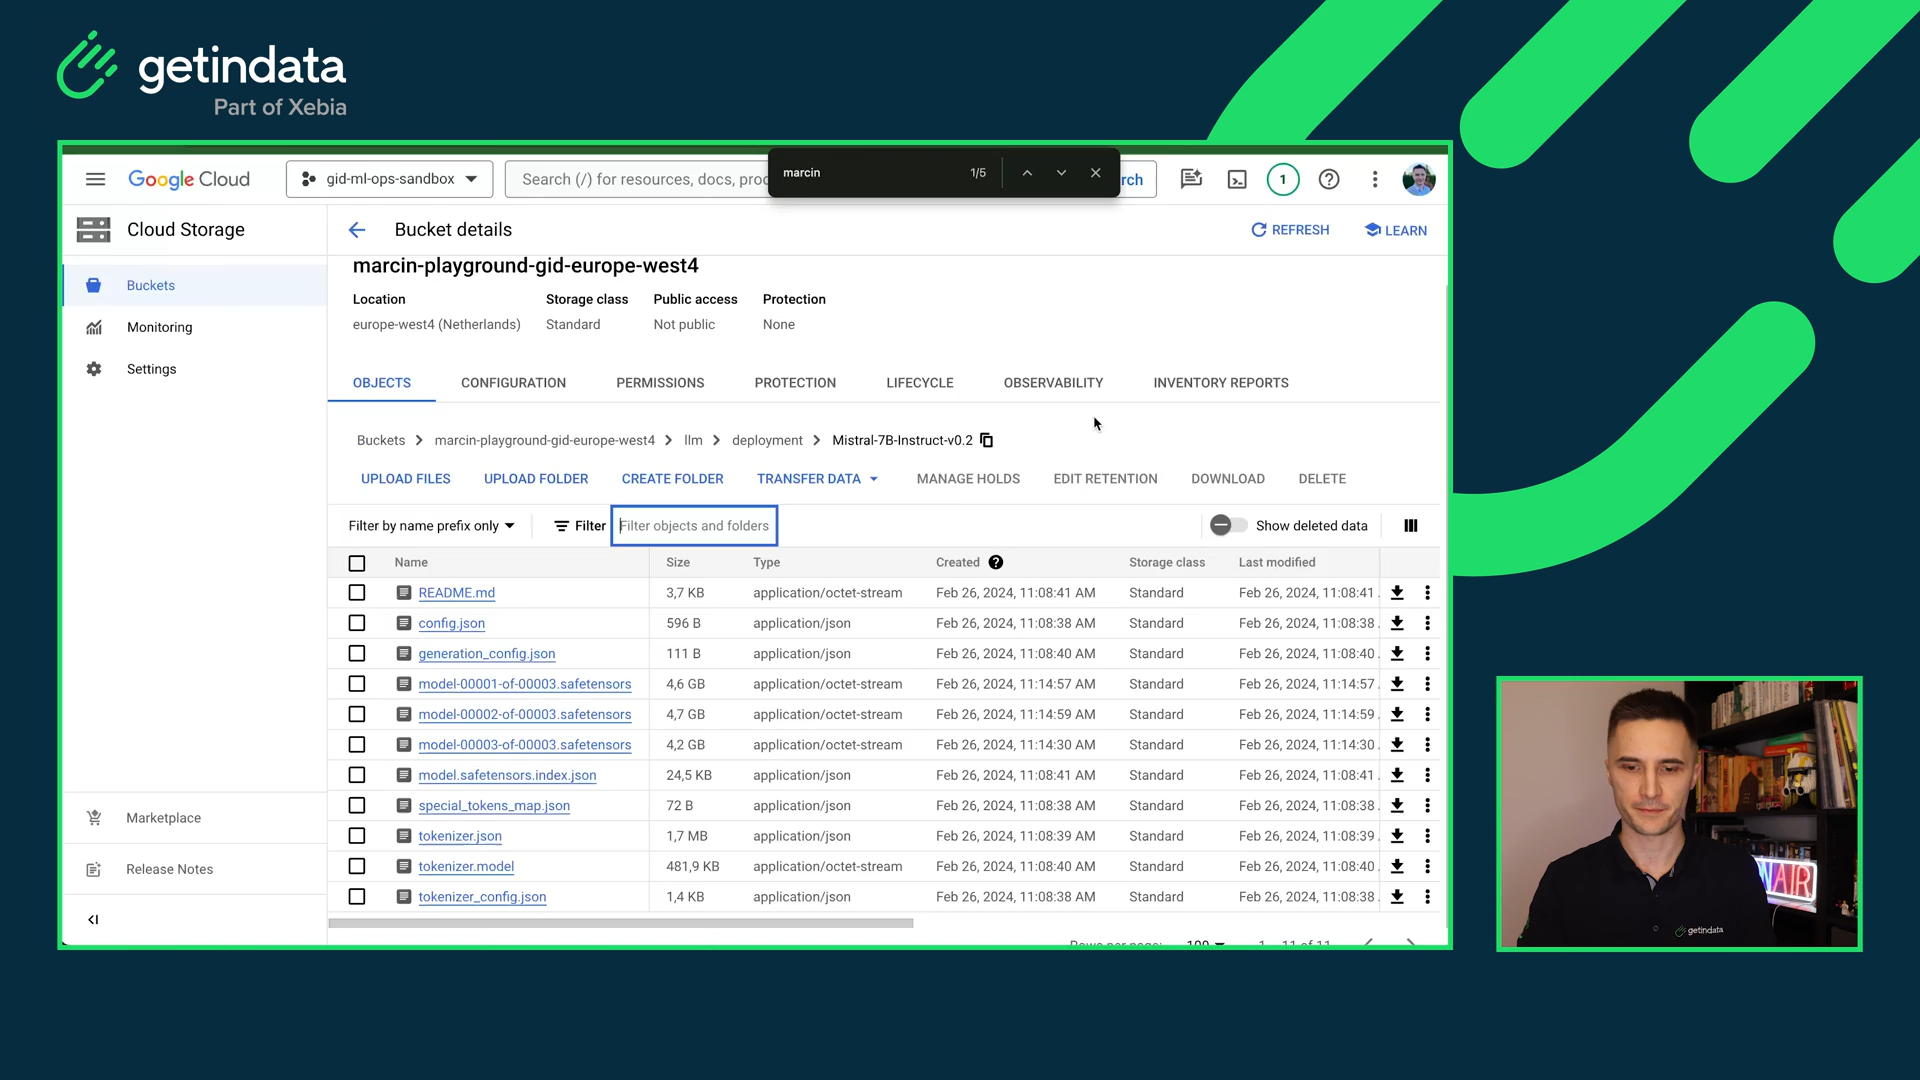 getindata
Part of Xebia
Google Cloud
gid-ml-ops-sandbox
Search (/) for resources, docs, prod
marcin
1/5
rch
1
Cloud Storage
Bucket details
REFRESH
LEARN
Buckets
Monitoring
Settings
Marketplace
Release Notes
marcin-playground-gid-europe-west4
Location Storage class Public access Protection
europe-west4 (Netherlands) Standard Not public None
OBJECTS CONFIGURATION PERMISSIONS PROTECTION LIFECYCLE OBSERVABILITY INVENTORY REPORTS
Buckets > marcin-playground-gid-europe-west4 > llm > deployment > Mistral-7B-Instruct-v0.2
UPLOAD FILES UPLOAD FOLDER CREATE FOLDER TRANSFER DATA MANAGE HOLDS EDIT RETENTION DOWNLOAD DELETE
Filter by name prefix only Filter Filter objects and folders Show deleted data
Name Size Type Created Storage class Last modified
README.md 3,7 KB application/octet-stream Feb 26, 2024, 11:08:41 AM Standard Feb 26, 2024, 11:08:41
config.json 596 B application/json Feb 26, 2024, 11:08:38 AM Standard Feb 26, 2024, 11:08:38
generation_config.json 111 B application/json Feb 26, 2024, 11:08:40 AM Standard Feb 26, 2024, 11:08:40
model-00001-of-00003.safetensors 4,6 GB application/octet-stream Feb 26, 2024, 11:14:57 AM Standard Feb 26, 2024, 11:14:57
model-00002-of-00003.safetensors 4,7 GB application/octet-stream Feb 26, 2024, 11:14:59 AM Standard Feb 26, 2024, 11:14:59
model-00003-of-00003.safetensors 4,2 GB application/octet-stream Feb 26, 2024, 11:14:30 AM Standard Feb 26, 2024, 11:14:30
model.safetensors.index.json 24,5 KB application/json Feb 26, 2024, 11:08:41 AM Standard Feb 26, 2024, 11:08:41
special_tokens_map.json 72 B application/json Feb 26, 2024, 11:08:38 AM Standard Feb 26, 2024, 11:08:38
tokenizer.json 1,7 MB application/json Feb 26, 2024, 11:08:39 AM Standard Feb 26, 2024, 11:08:39
tokenizer.model 481,9 KB application/octet-stream Feb 26, 2024, 11:08:40 AM Standard Feb 26, 2024, 11:08:40
tokenizer_config.json 1,4 KB application/json Feb 26, 2024, 11:08:38 AM Standard Feb 26, 2024, 11:08:38
Rows per page: 100 1 – 11 of 11
AIR
getindata